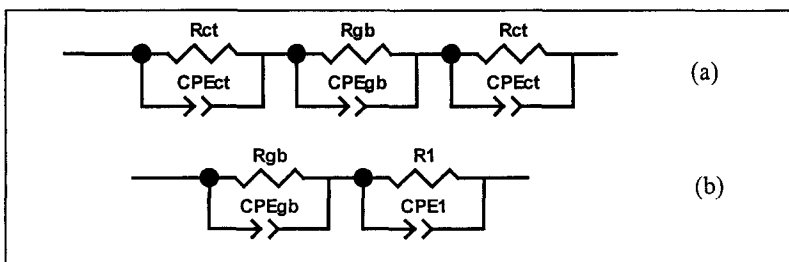 Rct Rgb Rct
CPEct CPEgb CPEct
(a)
Rgb R1
CPEgb CPE1
(b)